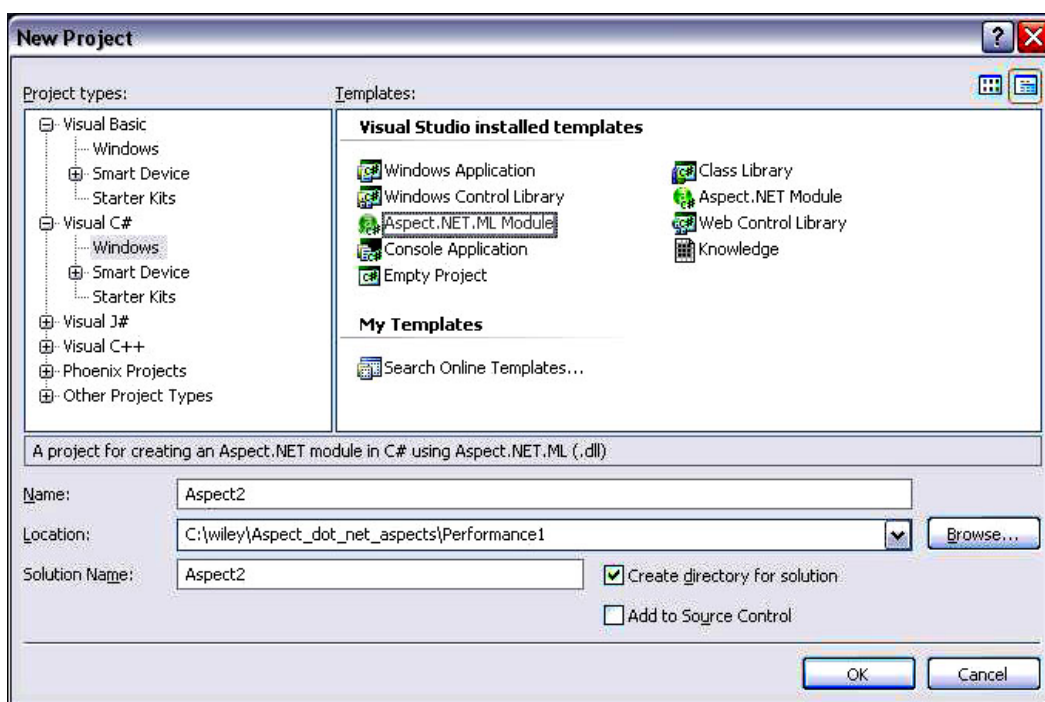 New Project
Project types:
Visual Basic
Windows
Smart Device
Starter Kits
Visual C#
Windows
Smart Device
Starter Kits
Visual J#
Visual C++
Phoenix Projects
Other Project Types
Templates:
Visual Studio installed templates
Windows Application
Windows Control Library
Aspect.NET.ML Module
Console Application
Empty Project
Class Library
Aspect.NET Module
Web Control Library
Knowledge
My Templates
Search Online Templates...
A project for creating an Aspect.NET module in C# using Aspect.NET.ML (.dll)
Name:
Aspect2
Location:
C:\wiley\Aspect_dot_net_aspects\Performance1
Browse...
Solution Name:
Aspect2
Create directory for solution
Add to Source Control
OK
Cancel